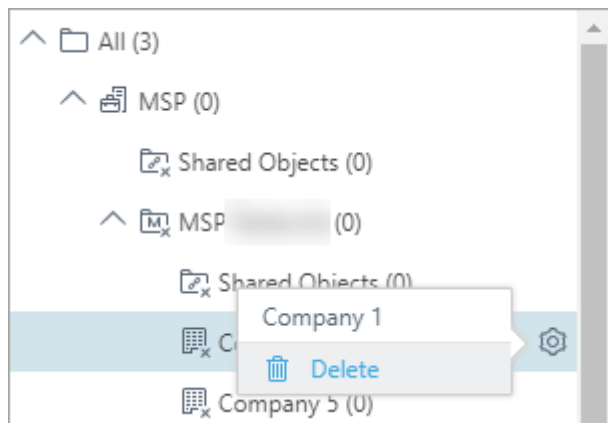 All (3)
MSP (0)
Shared Objects (0)
MSP (0)
Shared Objects (0)
Company 1
Delete
Company 5 (0)